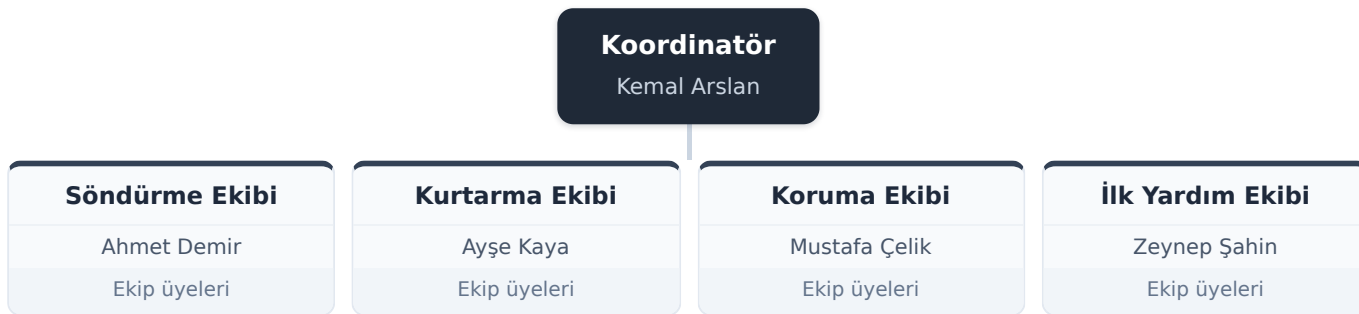 Koordinatör
Kemal Arslan
Söndürme Ekibi
Ahmet Demir
Ekip üyeleri
Kurtarma Ekibi
Ayşe Kaya
Ekip üyeleri
Koruma Ekibi
Mustafa Çelik
Ekip üyeleri
İlk Yardım Ekibi
Zeynep Şahin
Ekip üyeleri